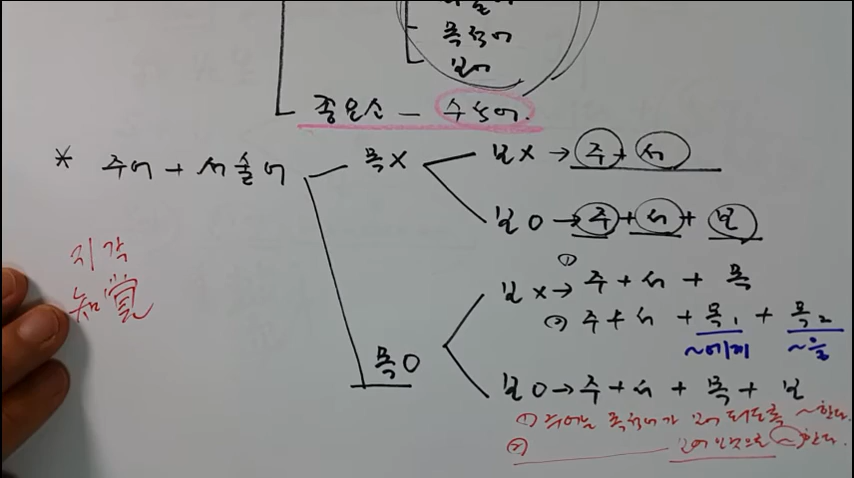 목적어
보어
종요소 - 수식어.
* 주어 + 서술어
목X
보X → 주 + 서
보O → 주 + 서 + 보
지각
知覺
목O
보X → ① 주 + 서 + 목
② 주 + 서 + 목1 + 목2
~에게 ~을
보O → 주 + 서 + 목 + 보
① 주어는 목적어가 보어 되도록 ~한다.
② 보어인것으로 ~한다.